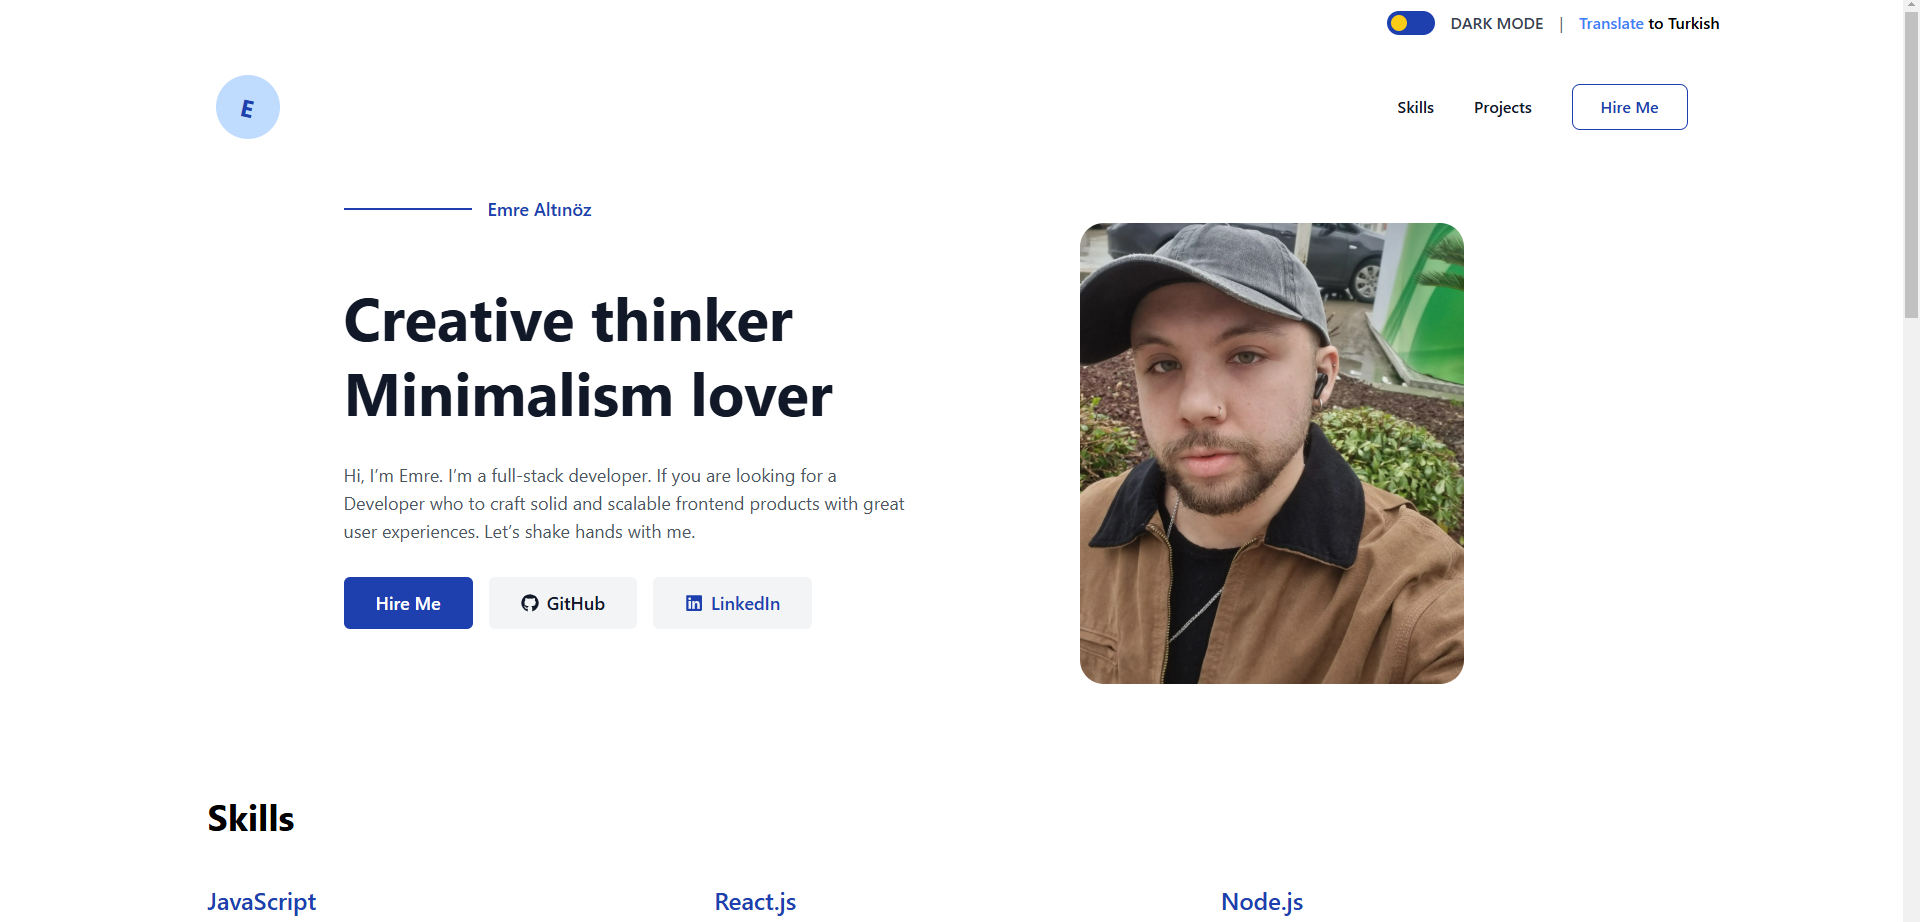 DARK MODE | Translate to Turkish
E
Skills
Projects
Hire Me
Emre Altınöz
Creative thinker
Minimalism lover
Hi, I’m Emre. I’m a full-stack developer. If you are looking for a
Developer who to craft solid and scalable frontend products with great
user experiences. Let’s shake hands with me.
Hire Me
GitHub
LinkedIn
Skills
JavaScript
React.js
Node.js